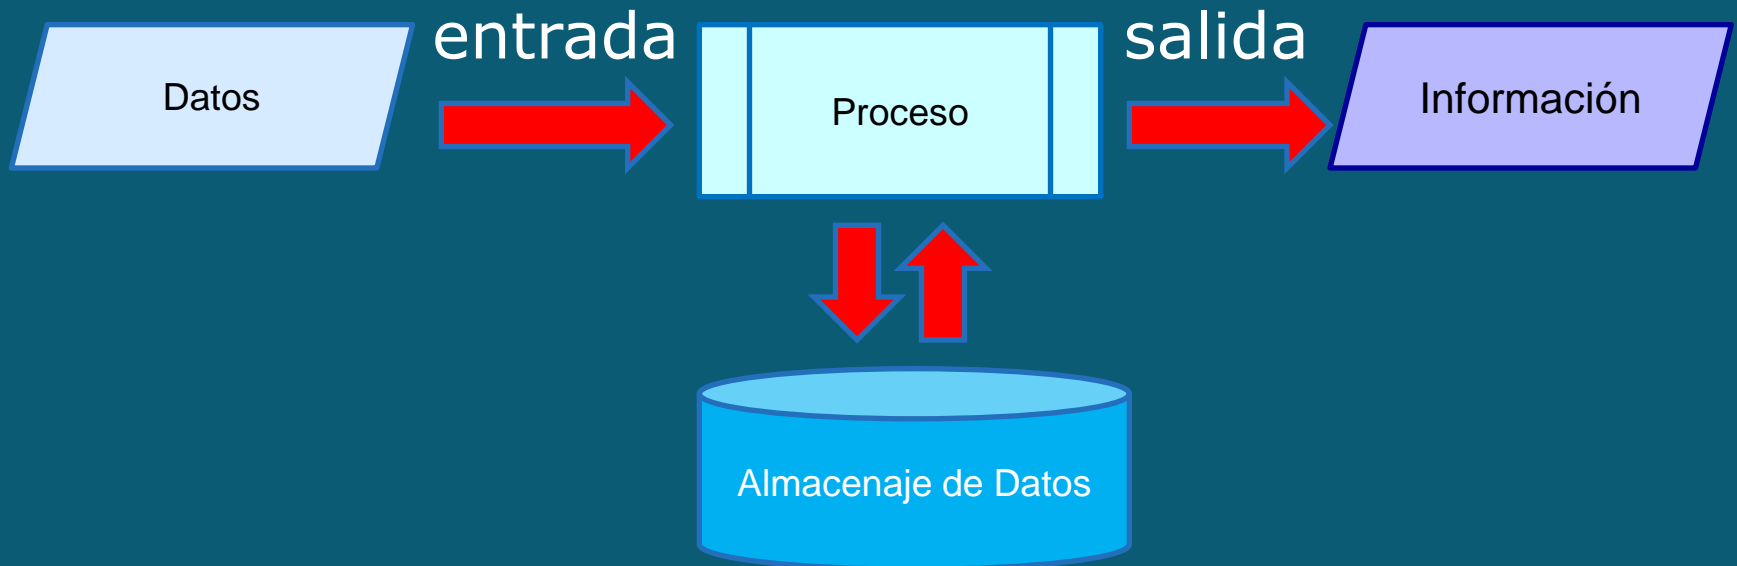 entrada
salida
Datos
Proceso
Información
Almacenaje de Datos